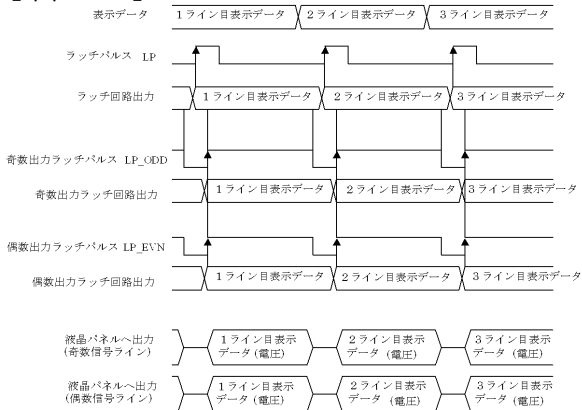 表示データ 1ライン目表示データ 2ライン目表示データ 3ライン目表示データ
ラッチパルス LP
ラッチ回路出力 1ライン目表示データ 2ライン目表示データ 3ライン目表示データ
奇数出力ラッチパルス LP_ODD
奇数出力ラッチ回路出力 1ライン目表示データ 2ライン目表示データ 3ライン目表示データ
偶数出力ラッチパルス LP_EVN
偶数出力ラッチ回路出力 1ライン目表示データ 2ライン目表示データ 3ライン目表示データ
液晶パネルへ出力 1ライン目表示 2ライン目表示 3ライン目表示
(奇数信号ライン) データ(電圧) データ(電圧) データ(電圧)
液晶パネルへ出力 1ライン目表示 2ライン目表示 3ライン目表示
(偶数信号ライン) データ(電圧) データ(電圧) データ(電圧)